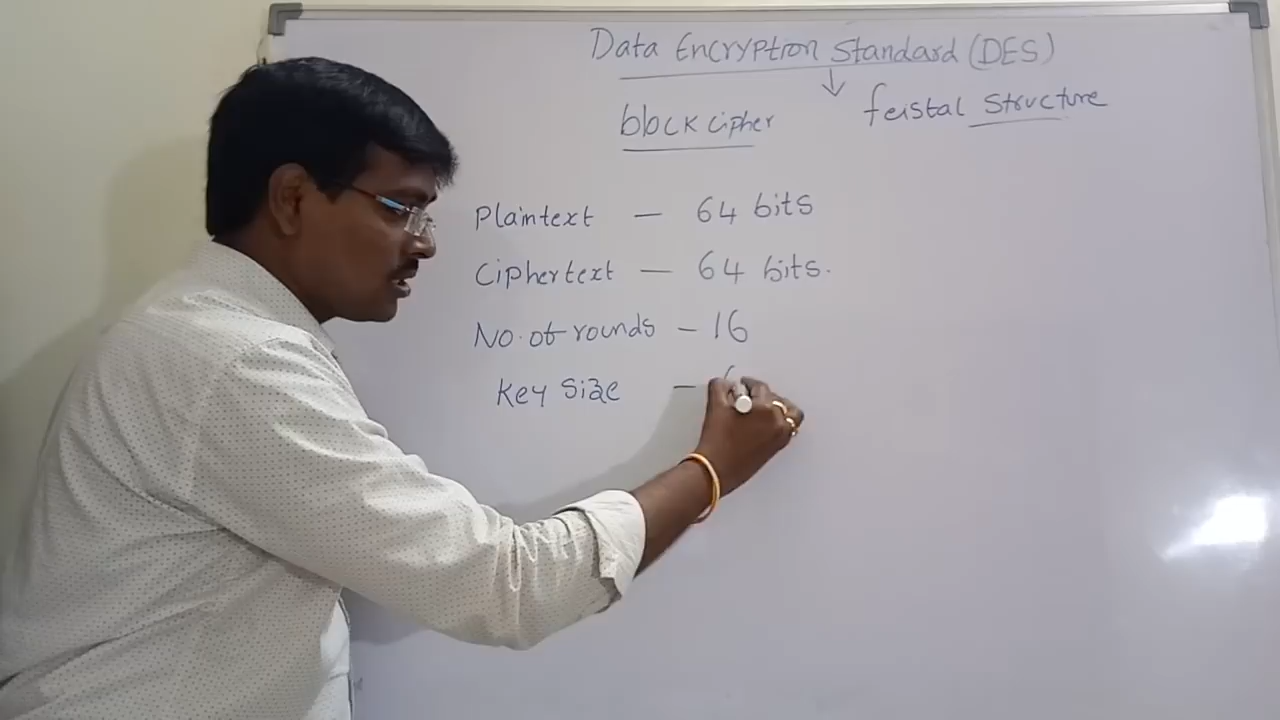 Data Encryption Standard (DES)
↓ feistal structure
block cipher
Plaintext — 64 bits
Ciphertext — 64 bits.
No. of rounds - 16
Key Size -